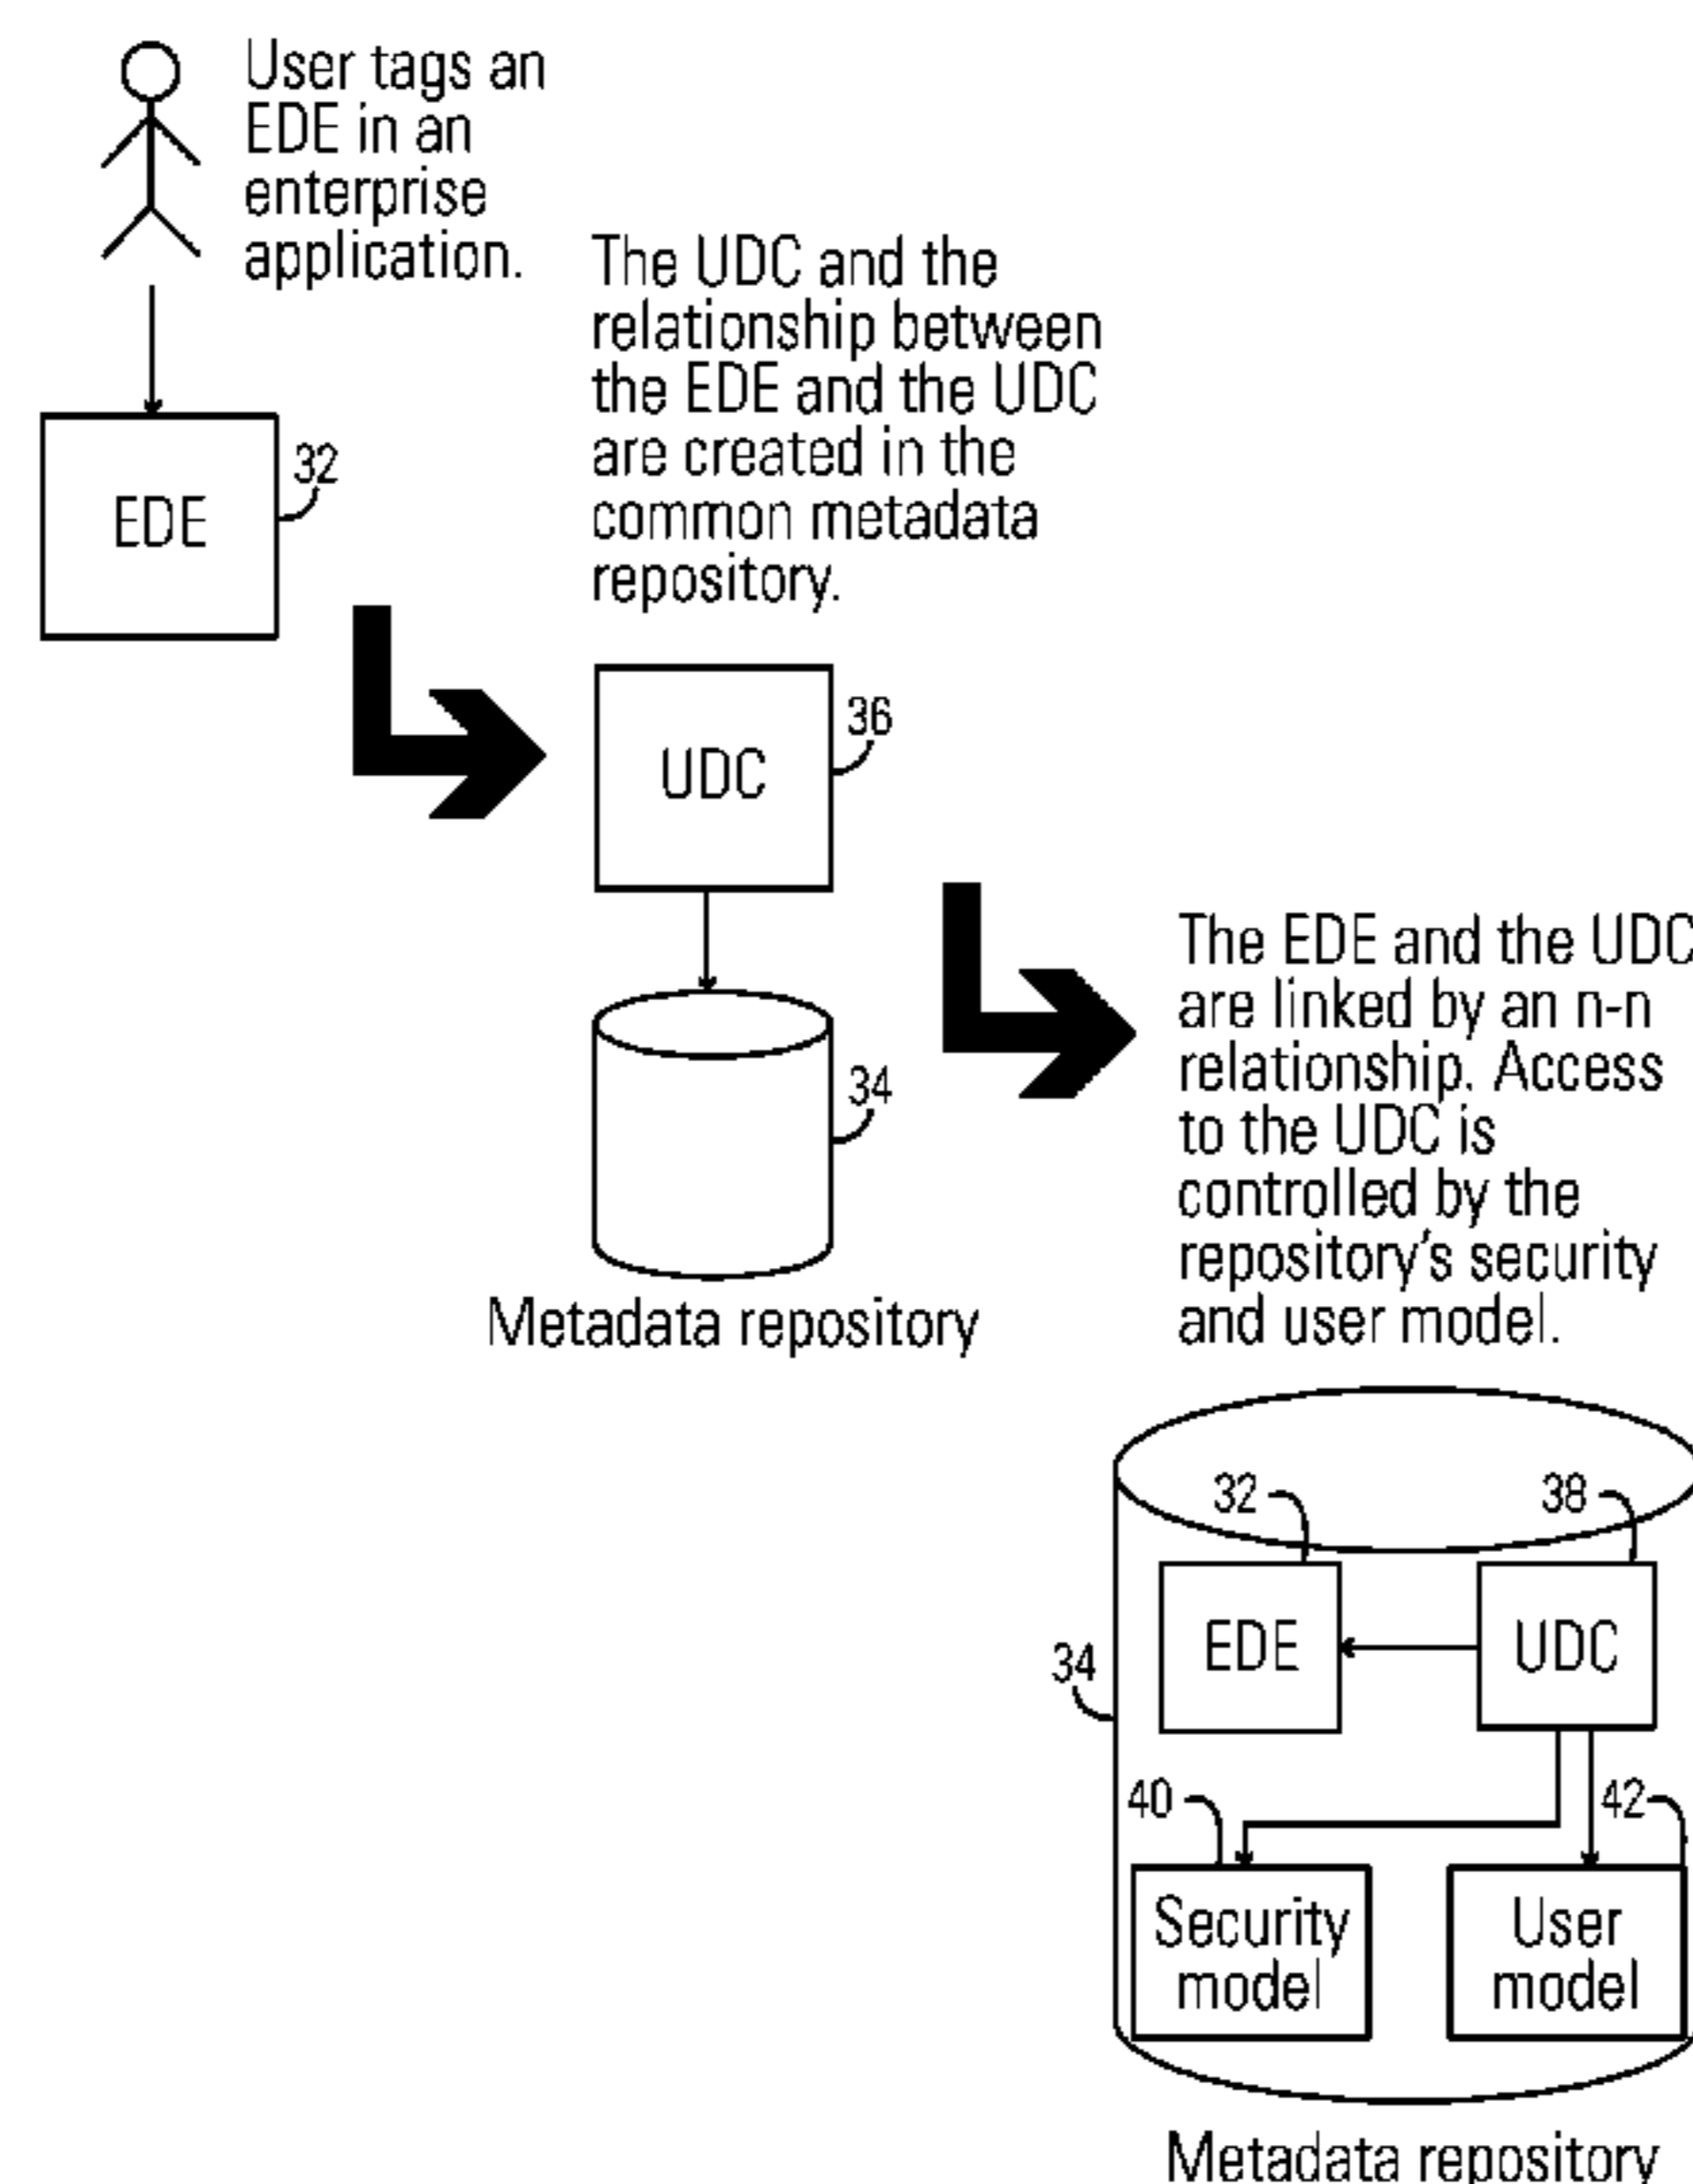 User tags an
EDE in an
enterprise
application.
EDE
32
The UDC and the
relationship between
the EDE and the UDC
are created in the
common metadata
repository.
UDC
36
34
Metadata repository
The EDE and the UDC
are linked by an n-n
relationship. Access
to the UDC is
controlled by the
repository's security
and user model.
32
38
EDE
UDC
34
40
42
Security
model
User
model
Metadata repository